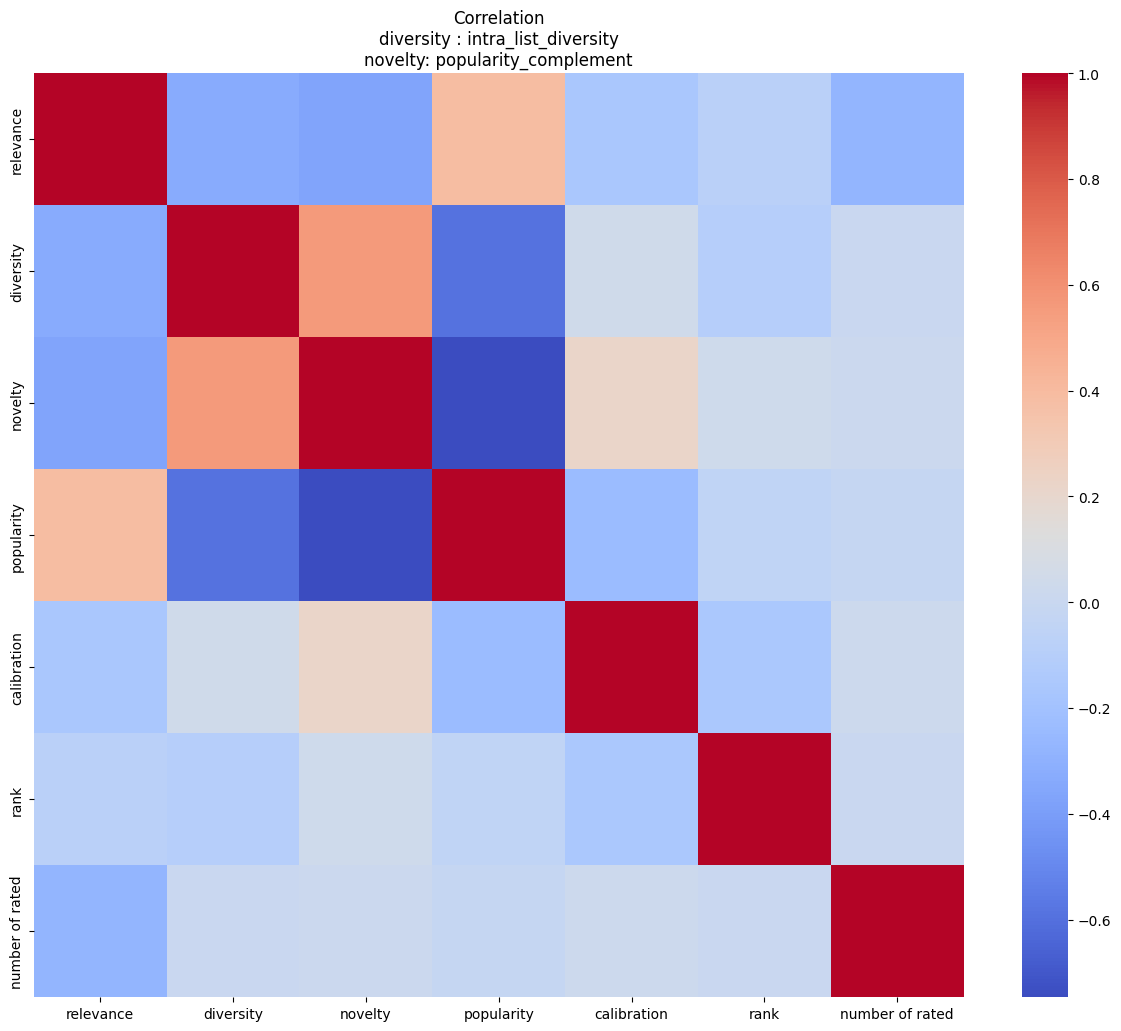 Correlation
diversity : intra_list_diversity
novelty: popularity_complement
relevance
diversity
novelty
popularity
calibration
rank
number of rated
relevance
diversity
novelty
popularity
calibration
rank
number of rated
1.0
0.8
0.6
0.4
0.2
0.0
−0.2
−0.4
−0.6